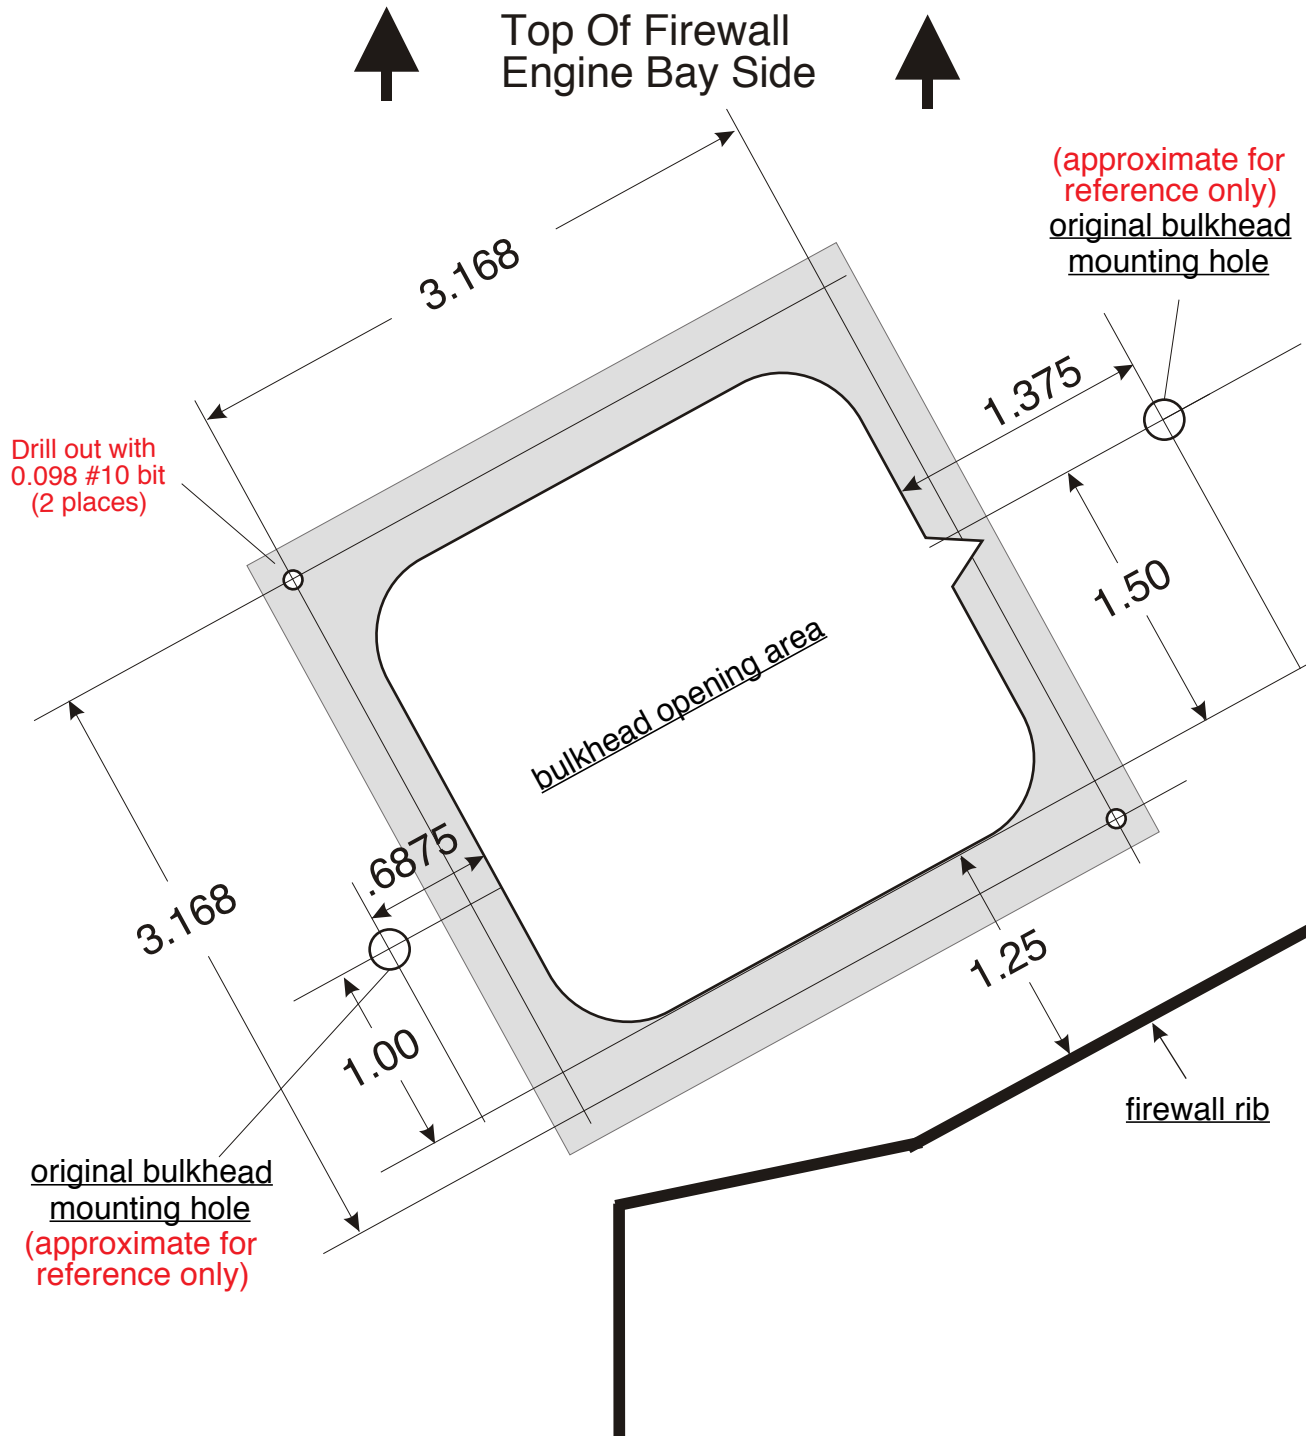 Top Of Firewall
Engine Bay Side
(approximate for
reference only)
original bulkhead
mounting hole
3.168
1.375
Drill out with
0.098 #10 bit
(2 places)
1.50
bulkhead opening area
.6875
3.168
1.25
1.00
firewall rib
original bulkhead
mounting hole
(approximate for
reference only)